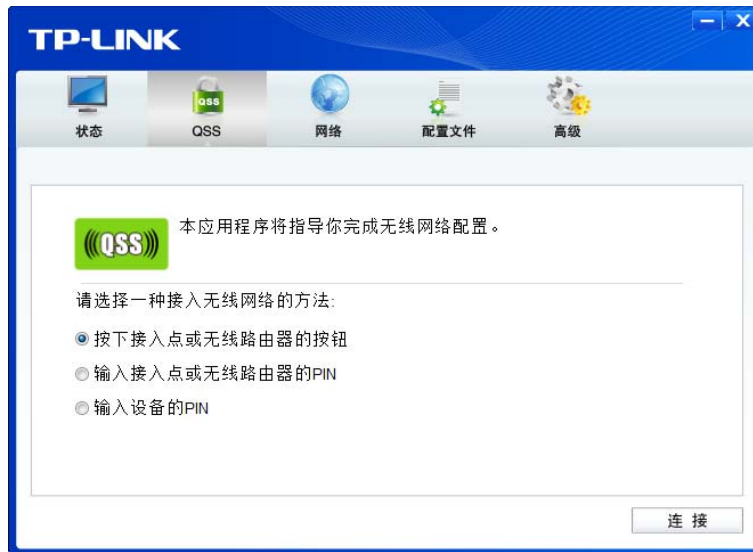 TP-LINK
状态 QSS 网络 配置文件 高级
QSS 本应用程序将指导你完成无线网络配置。
请选择一种接入无线网络的方法:
按下接入点或无线路由器的按钮
输入接入点或无线路由器的PIN
输入设备的PIN
连接